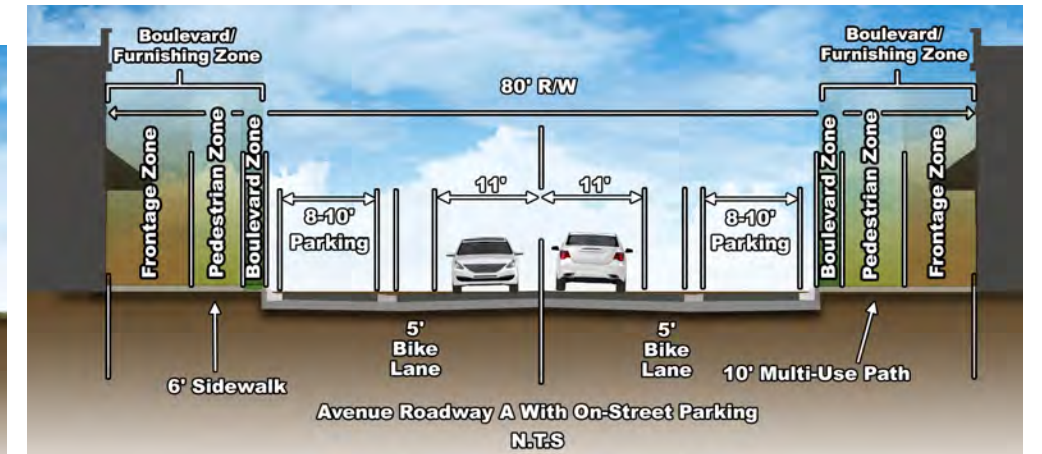 Boulevard/
Furnishing Zone
Boulevard/
Furnishing Zone
80' R/W
Frontage Zone
Pedestrian Zone
Boulevard Zone
8-10'
Parking
11'
11'
8-10'
Parking
Boulevard Zone
Pedestrian Zone
Frontage Zone
5'
Bike
Lane
5'
Bike
Lane
6' Sidewalk
10' Multi-Use Path
Avenue Roadway A With On-Street Parking
N.T.S